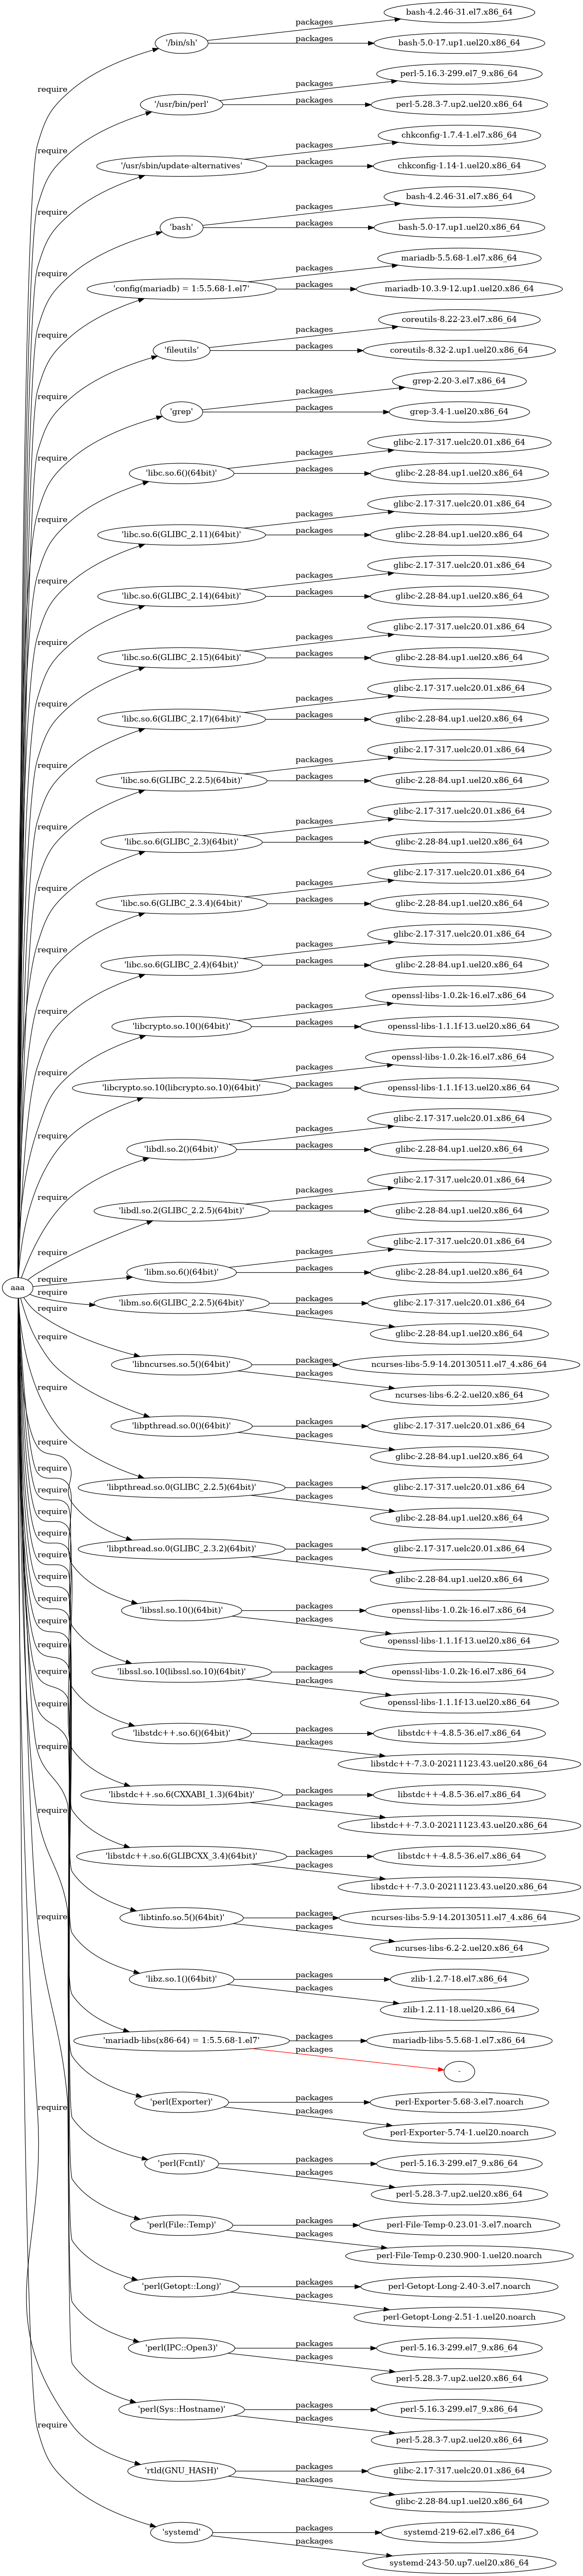 bash-4.2.46-31.el7.x86_64
packages
'/bin/sh'
packages
bash-5.0-17.up1.uel20.x86_64
require
perl-5.16.3-299.el7_9.x86_64
packages
'/usr/bin/perl'
packages
perl-5.28.3-7.up2.uel20.x86_64
require
chkconfig-1.7.4-1.el7.x86_64
packages
'/usr/sbin/update-alternatives'
packages
chkconfig-1.14-1.uel20.x86_64
require
bash-4.2.46-31.el7.x86_64
packages
'bash'
packages
bash-5.0-17.up1.uel20.x86_64
require
mariadb-5.5.68-1.el7.x86_64
packages
'config(mariadb) = 1:5.5.68-1.el7'
packages
mariadb-10.3.9-12.up1.uel20.x86_64
require
coreutils-8.22-23.el7.x86_64
packages
'fileutils'
packages
coreutils-8.32-2.up1.uel20.x86_64
require
grep-2.20-3.el7.x86_64
packages
'grep'
packages
grep-3.4-1.uel20.x86_64
require
glibc-2.17-317.uelc20.01.x86_64
packages
'libc.so.6()(64bit)'
packages
glibc-2.28-84.up1.uel20.x86_64
require
glibc-2.17-317.uelc20.01.x86_64
packages
'libc.so.6(GLIBC_2.11)(64bit)'
packages
glibc-2.28-84.up1.uel20.x86_64
require
glibc-2.17-317.uelc20.01.x86_64
packages
'libc.so.6(GLIBC_2.14)(64bit)'
packages
glibc-2.28-84.up1.uel20.x86_64
require
glibc-2.17-317.uelc20.01.x86_64
packages
'libc.so.6(GLIBC_2.15)(64bit)'
packages
glibc-2.28-84.up1.uel20.x86_64
require
glibc-2.17-317.uelc20.01.x86_64
packages
'libc.so.6(GLIBC_2.17)(64bit)'
packages
glibc-2.28-84.up1.uel20.x86_64
require
glibc-2.17-317.uelc20.01.x86_64
packages
'libc.so.6(GLIBC_2.2.5)(64bit)'
packages
glibc-2.28-84.up1.uel20.x86_64
require
glibc-2.17-317.uelc20.01.x86_64
packages
'libc.so.6(GLIBC_2.3)(64bit)'
packages
glibc-2.28-84.up1.uel20.x86_64
require
glibc-2.17-317.uelc20.01.x86_64
packages
'libc.so.6(GLIBC_2.3.4)(64bit)'
packages
glibc-2.28-84.up1.uel20.x86_64
require
glibc-2.17-317.uelc20.01.x86_64
packages
'libc.so.6(GLIBC_2.4)(64bit)'
packages
glibc-2.28-84.up1.uel20.x86_64
require
openssl-libs-1.0.2k-16.el7.x86_64
packages
'libcrypto.so.10()(64bit)'
packages
openssl-libs-1.1.1f-13.uel20.x86_64
require
openssl-libs-1.0.2k-16.el7.x86_64
packages
'libcrypto.so.10(libcrypto.so.10)(64bit)'
packages
openssl-libs-1.1.1f-13.uel20.x86_64
require
glibc-2.17-317.uelc20.01.x86_64
packages
'libdl.so.2()(64bit)'
packages
glibc-2.28-84.up1.uel20.x86_64
require
glibc-2.17-317.uelc20.01.x86_64
packages
'libdl.so.2(GLIBC_2.2.5)(64bit)'
packages
glibc-2.28-84.up1.uel20.x86_64
require
glibc-2.17-317.uelc20.01.x86_64
packages
'libm.so.6()(64bit)'
packages
glibc-2.28-84.up1.uel20.x86_64
require
aaa
require
'libm.so.6(GLIBC_2.2.5)(64bit)'
packages
glibc-2.17-317.uelc20.01.x86_64
packages
glibc-2.28-84.up1.uel20.x86_64
require
'libncurses.so.5()(64bit)'
packages
ncurses-libs-5.9-14.20130511.el7_4.x86_64
packages
ncurses-libs-6.2-2.uel20.x86_64
require
'libpthread.so.0()(64bit)'
packages
glibc-2.17-317.uelc20.01.x86_64
packages
glibc-2.28-84.up1.uel20.x86_64
require
'libpthread.so.0(GLIBC_2.2.5)(64bit)'
packages
glibc-2.17-317.uelc20.01.x86_64
packages
glibc-2.28-84.up1.uel20.x86_64
require
'libpthread.so.0(GLIBC_2.3.2)(64bit)'
packages
glibc-2.17-317.uelc20.01.x86_64
packages
glibc-2.28-84.up1.uel20.x86_64
require
'libssl.so.10()(64bit)'
packages
openssl-libs-1.0.2k-16.el7.x86_64
packages
openssl-libs-1.1.1f-13.uel20.x86_64
require
'libssl.so.10(libssl.so.10)(64bit)'
packages
openssl-libs-1.0.2k-16.el7.x86_64
packages
openssl-libs-1.1.1f-13.uel20.x86_64
require
'libstdc++.so.6()(64bit)'
packages
libstdc++-4.8.5-36.el7.x86_64
packages
libstdc++-7.3.0-20211123.43.uel20.x86_64
require
'libstdc++.so.6(CXXABI_1.3)(64bit)'
packages
libstdc++-4.8.5-36.el7.x86_64
packages
libstdc++-7.3.0-20211123.43.uel20.x86_64
require
'libstdc++.so.6(GLIBCXX_3.4)(64bit)'
packages
libstdc++-4.8.5-36.el7.x86_64
packages
libstdc++-7.3.0-20211123.43.uel20.x86_64
require
'libtinfo.so.5()(64bit)'
packages
ncurses-libs-5.9-14.20130511.el7_4.x86_64
packages
ncurses-libs-6.2-2.uel20.x86_64
require
'libz.so.1()(64bit)'
packages
zlib-1.2.7-18.el7.x86_64
packages
zlib-1.2.11-18.uel20.x86_64
require
'mariadb-libs(x86-64) = 1:5.5.68-1.el7'
packages
mariadb-libs-5.5.68-1.el7.x86_64
packages
-
require
'perl(Exporter)'
packages
perl-Exporter-5.68-3.el7.noarch
packages
perl-Exporter-5.74-1.uel20.noarch
require
'perl(Fcntl)'
packages
perl-5.16.3-299.el7_9.x86_64
packages
perl-5.28.3-7.up2.uel20.x86_64
require
'perl(File::Temp)'
packages
perl-File-Temp-0.23.01-3.el7.noarch
packages
perl-File-Temp-0.230.900-1.uel20.noarch
require
'perl(Getopt::Long)'
packages
perl-Getopt-Long-2.40-3.el7.noarch
packages
perl-Getopt-Long-2.51-1.uel20.noarch
require
'perl(IPC::Open3)'
packages
perl-5.16.3-299.el7_9.x86_64
packages
perl-5.28.3-7.up2.uel20.x86_64
require
'perl(Sys::Hostname)'
packages
perl-5.16.3-299.el7_9.x86_64
packages
perl-5.28.3-7.up2.uel20.x86_64
require
'rtld(GNU_HASH)'
packages
glibc-2.17-317.uelc20.01.x86_64
packages
glibc-2.28-84.up1.uel20.x86_64
require
'systemd'
packages
systemd-219-62.el7.x86_64
packages
systemd-243-50.up7.uel20.x86_64